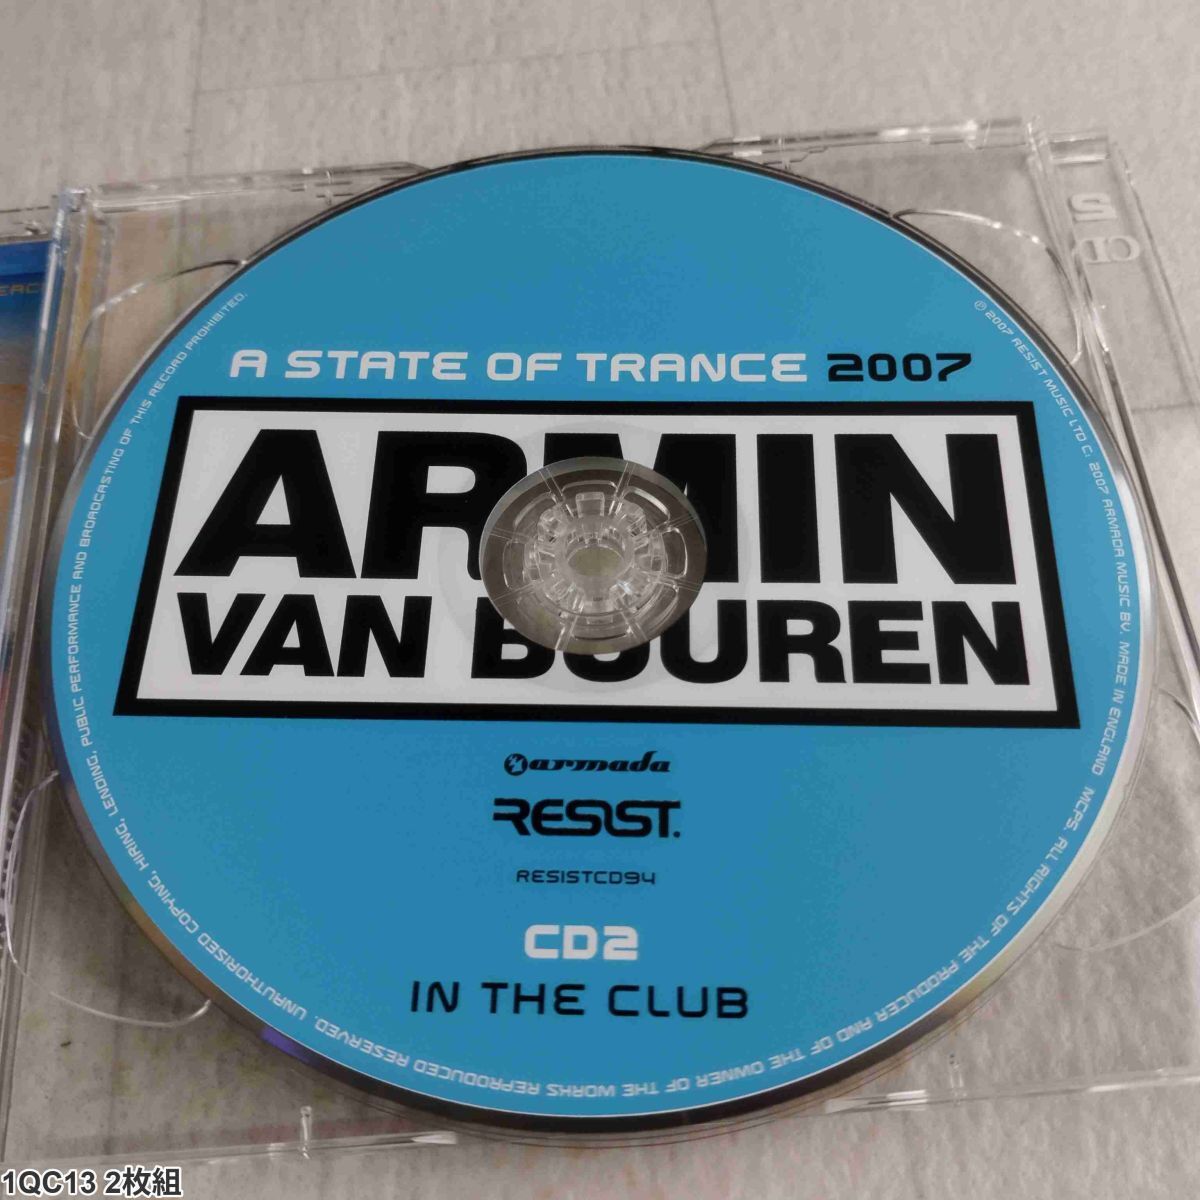 A STATE OF TRANCE 2007
ARMIN
VAN BUUREN
armada
RESIST.
RESISTCD94
CD2
IN THE CLUB
℗ 2007 RESIST MUSIC LTD C: 2007 ARMADA MUSIC BV. MADE IN ENGLAND MCPS. ALL RIGHTS OF THE PRODUCER AND OF THE OWNER OF THE WORKS REPRODUCED RESERVED. UNAUTHORISED COPYING, HIRING, LENDING, PUBLIC PERFORMANCE AND BROADCASTING OF THIS RECORD PROHIBITED.
2
CD
1QC13 2枚組